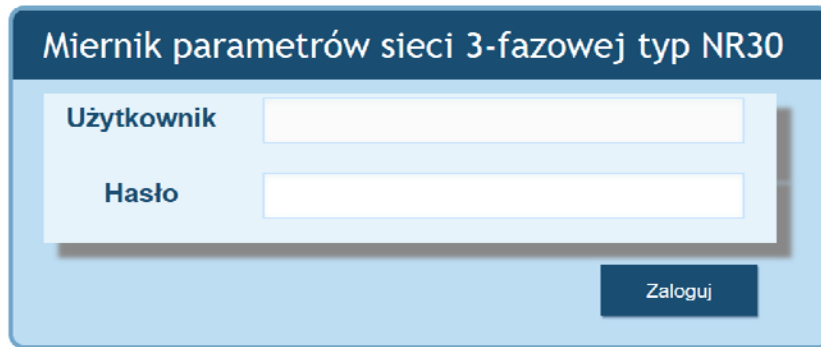 Miernik parametrów sieci 3-fazowej typ NR30
Użytkownik
Hasło
Zaloguj